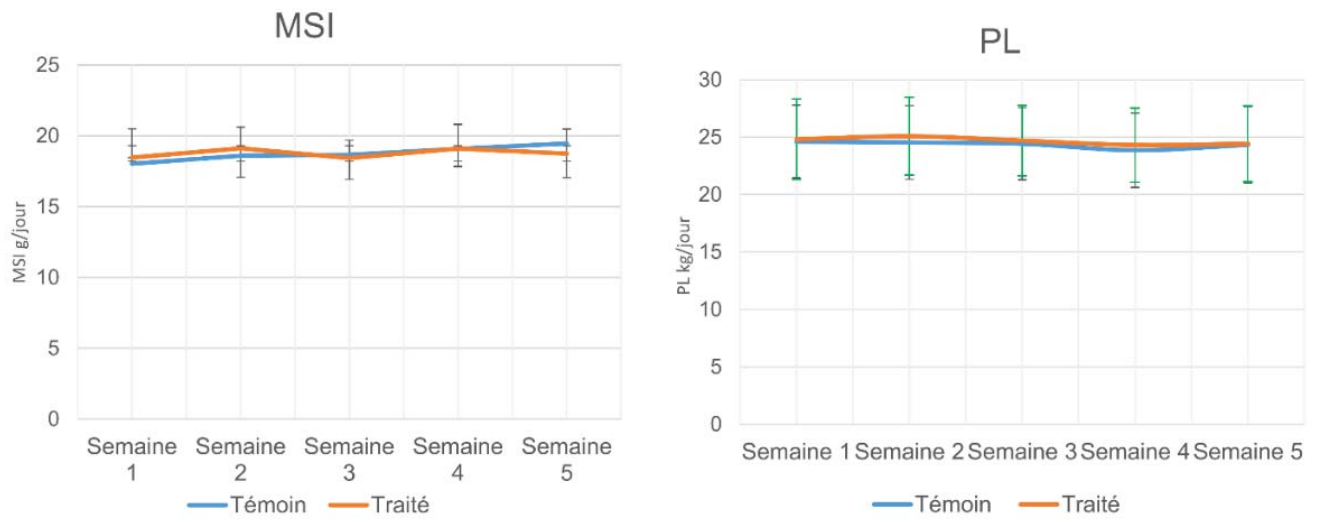 MSI
25
20
15
10
5
0
MSI g/jour
Semaine 1
Semaine 2
Semaine 3
Semaine 4
Semaine 5
Témoin
Traité
PL
30
25
20
15
10
5
0
PL kg/jour
Semaine 1 Semaine 2 Semaine 3 Semaine 4 Semaine 5
Témoin
Traité